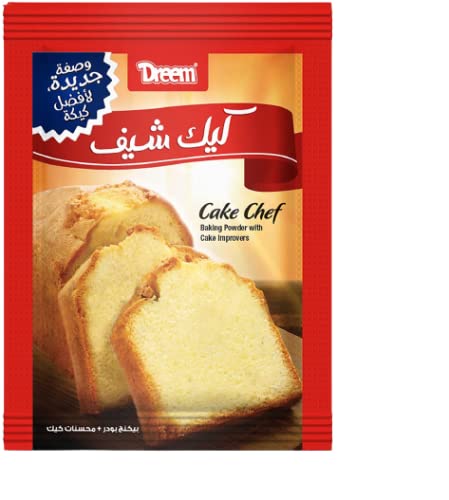 وصفة
جديدة،
لأفضل
كيكة
Dreem
كيك شيف
Cake Chef
Baking Powder with
Cake Improvers
بيكنج بودر + محسنات كيك